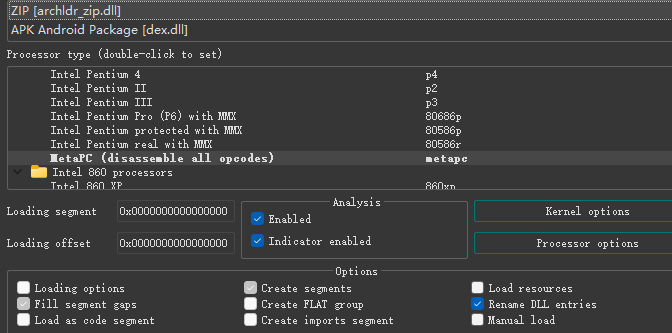 ZIP [archldr_zip.dll]
APK Android Package [dex.dll]
Processor type (double-click to set)
Intel Pentium 4 p4
Intel Pentium II p2
Intel Pentium III p3
Intel Pentium Pro (P6) with MMX 80686p
Intel Pentium protected with MMX 80586p
Intel Pentium real with MMX 80586r
MetaPC (disassemble all opcodes) metapc
Intel 860 processors
Intel 860 XP 860xp
Analysis
Loading segment 0x0000000000000000 Enabled Kernel options
Loading offset 0x0000000000000000 Indicator enabled Processor options
Options
Loading options Create segments Load resources
Fill segment gaps Create FLAT group Rename DLL entries
Load as code segment Create imports segment Manual load